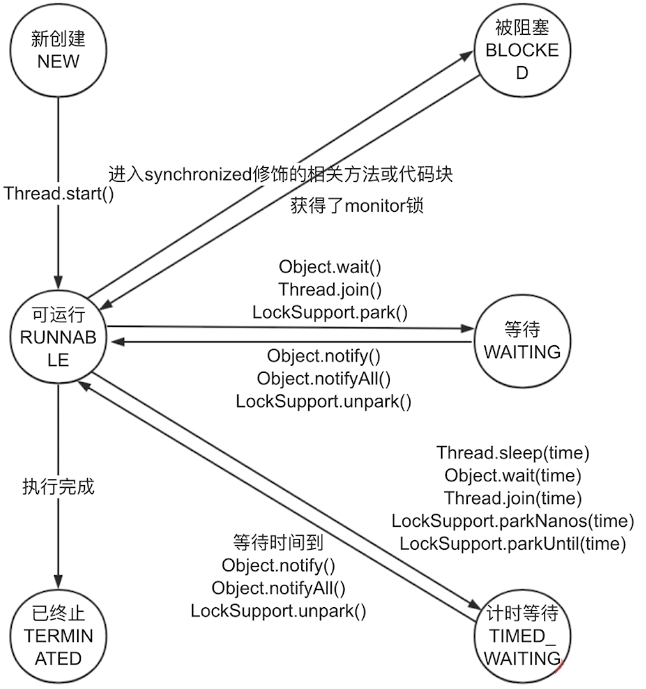 新创建
NEW
被阻塞
BLOCKE
D
进入synchronized修饰的相关方法或代码块
Thread.start()
获得了monitor锁
Object.wait()
Thread.join()
LockSupport.park()
可运行
RUNNAB
LE
等待
WAITING
Object.notify()
Object.notifyAll()
LockSupport.unpark()
Thread.sleep(time)
Object.wait(time)
Thread.join(time)
LockSupport.parkNanos(time)
LockSupport.parkUntil(time)
执行完成
等待时间到
Object.notify()
Object.notifyAll()
LockSupport.unpark()
已终止
TERMIN
ATED
计时等待
TIMED_
WAITING